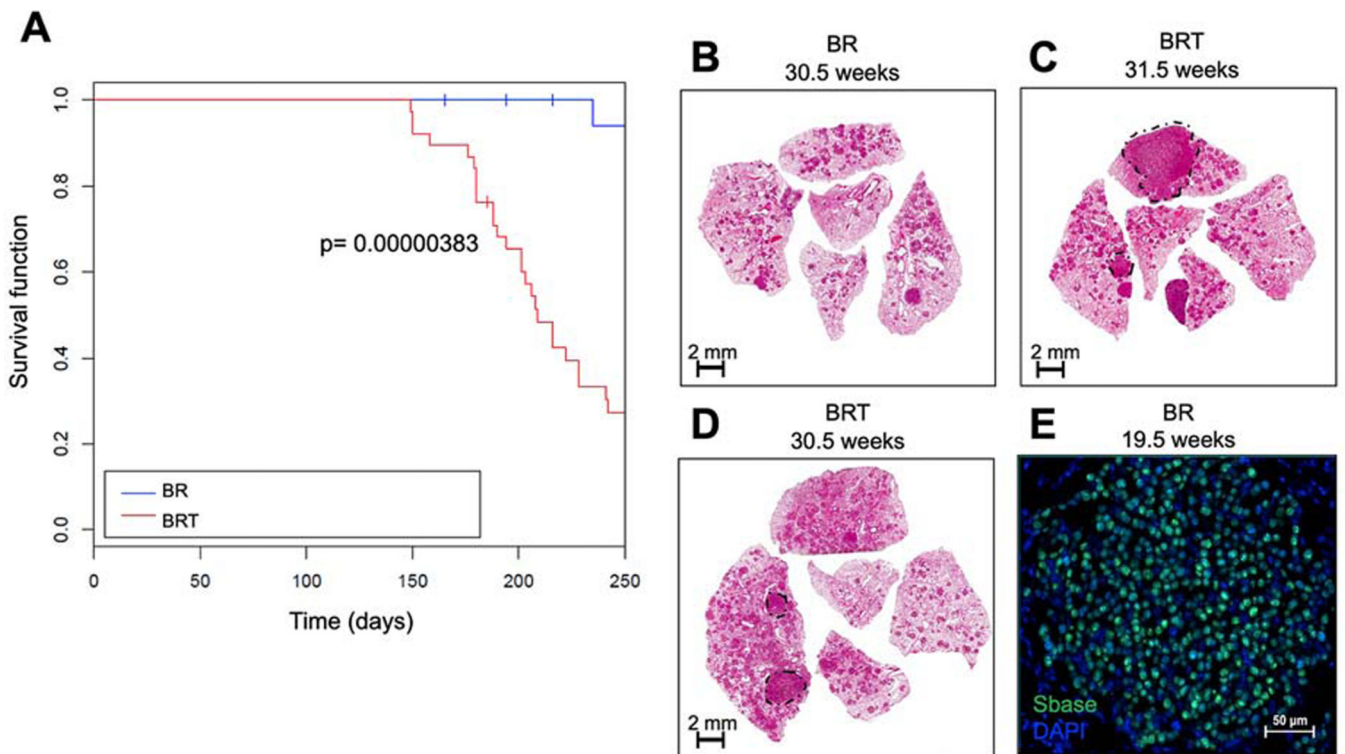 A
Survival function
1.0
0.8
0.6
0.4
0.2
0.0
p= 0.00000383
BR
BRT
0 50 100 150 200 250
Time (days)
B
BR
30.5 weeks
2 mm
C
BRT
31.5 weeks
2 mm
D
BRT
30.5 weeks
2 mm
E
BR
19.5 weeks
Sbase
DAPI
50 µm